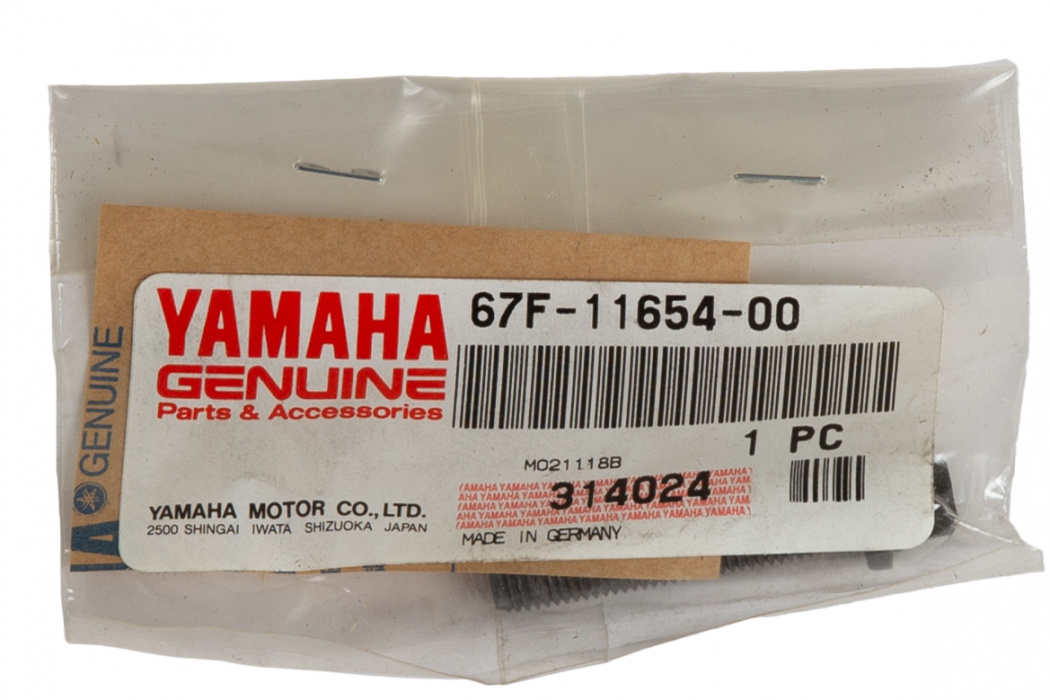 YAMAHA
GENUINE
Parts & Accessories
67F-11654-00
1 PC
M021118B
314024
MADE IN GERMANY
YAMAHA MOTOR CO., LTD.
2500 SHINGAI IWATA SHIZUOKA JAPAN
GENUINE